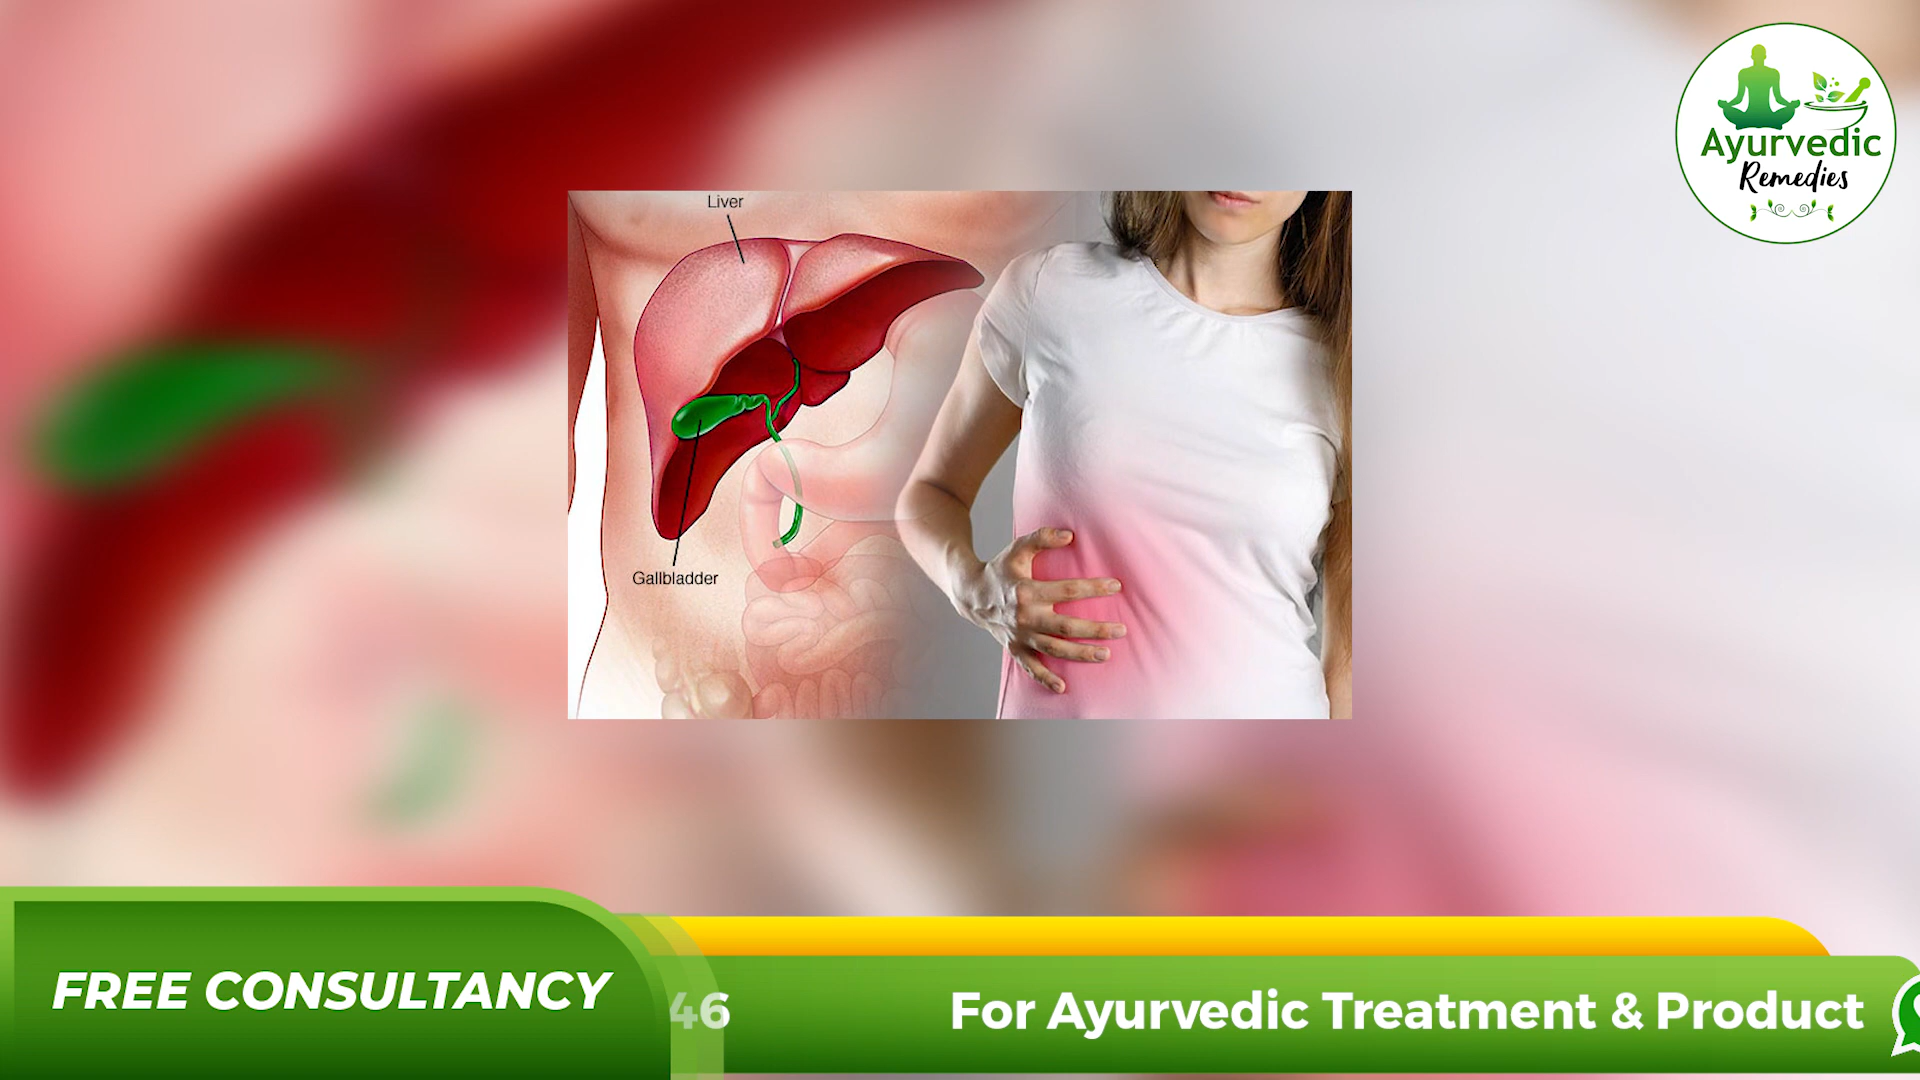 Ayurvedic
Remedies
Liver
Gallbladder
FREE CONSULTANCY
46
For Ayurvedic Treatment & Product